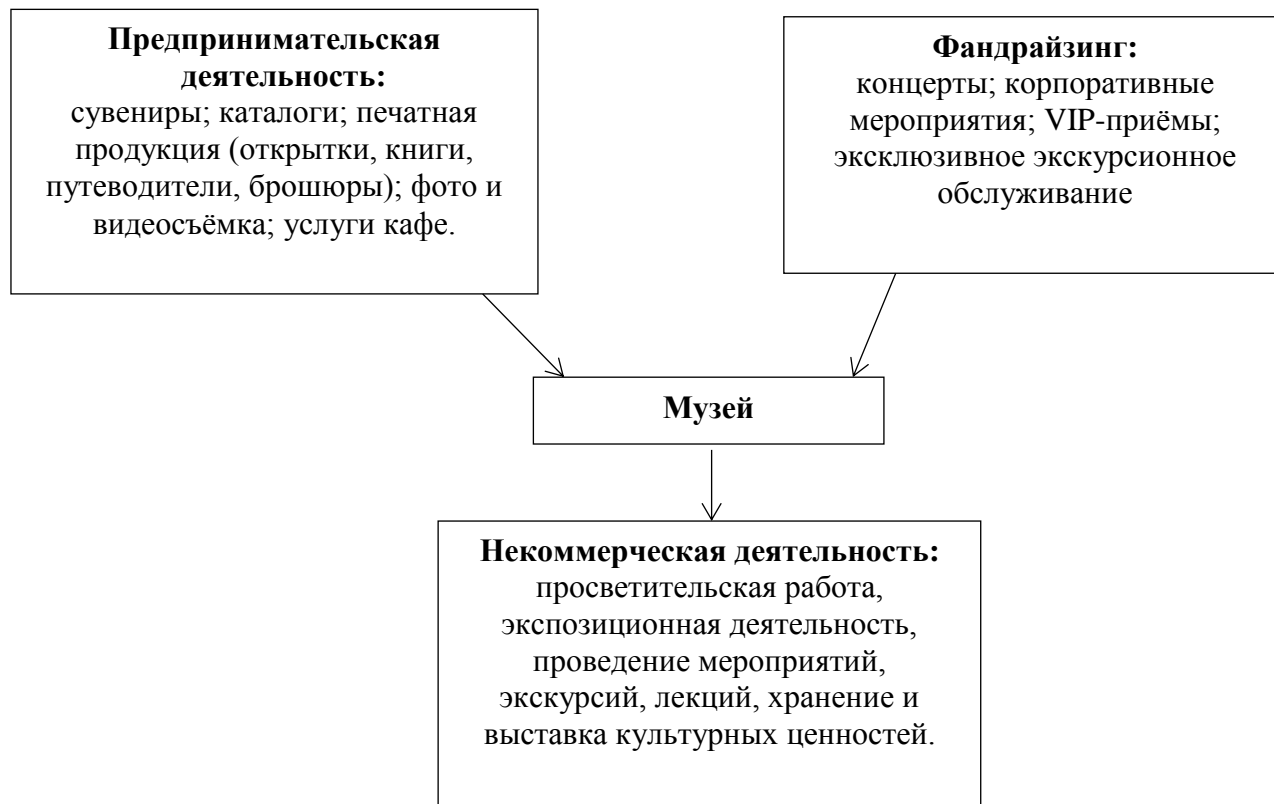 Предпринимательская
деятельность:
сувениры; каталоги; печатная
продукция (открытки, книги,
путеводители, брошюры); фото и
видеосъёмка; услуги кафе.
Фандрайзинг:
концерты; корпоративные
мероприятия; VIP-приёмы;
эксклюзивное экскурсионное
обслуживание
Музей
Некоммерческая деятельность:
просветительская работа,
экспозиционная деятельность,
проведение мероприятий,
экскурсий, лекций, хранение и
выставка культурных ценностей.